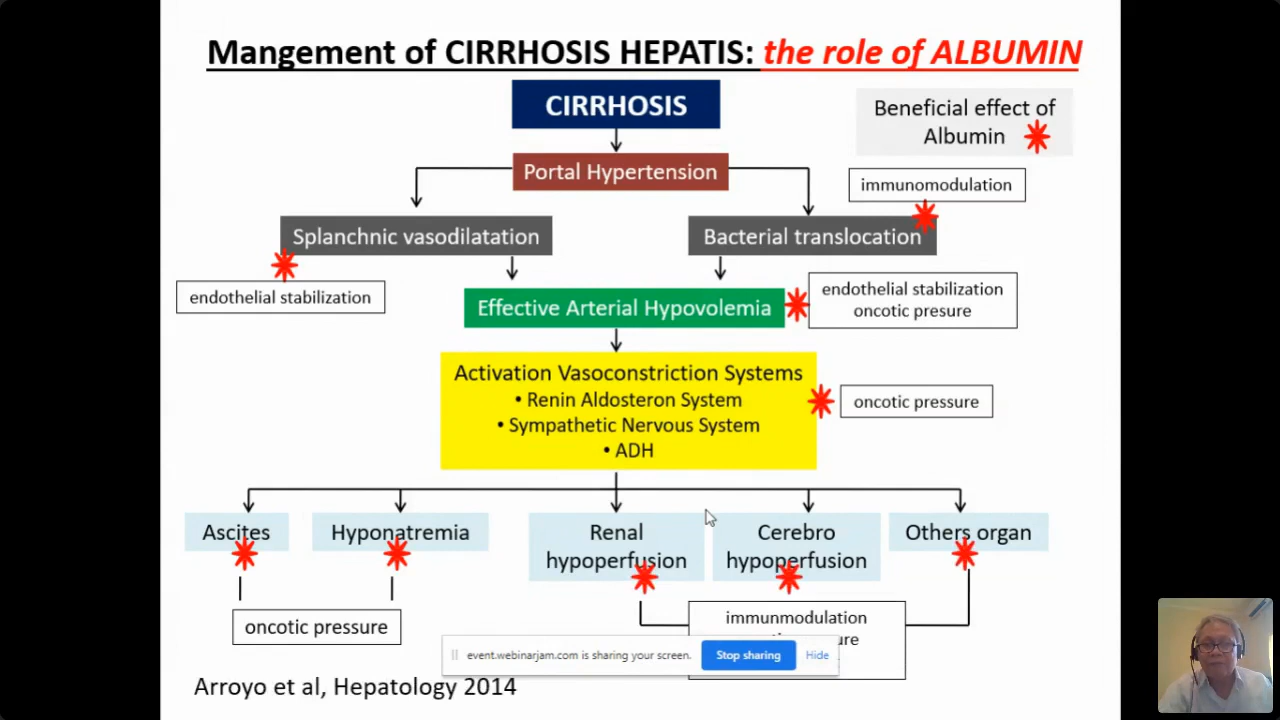 Mangement of CIRRHOSIS HEPATIS: the role of ALBUMIN
CIRRHOSIS
Beneficial effect of
Albumin
Portal Hypertension
immunomodulation
Splanchnic vasodilatation
Bacterial translocation
endothelial stabilization
Effective Arterial Hypovolemia
endothelial stabilization
oncotic presure
Activation Vasoconstriction Systems
• Renin Aldosteron System
• Sympathetic Nervous System
• ADH
oncotic pressure
Ascites
Hyponatremia
Renal
hypoperfusion
Cerebro
hypoperfusion
Others organ
oncotic pressure
immunmodulation
event.webinarjam.com is sharing your screen.
Stop sharing
Hide
Arroyo et al, Hepatology 2014